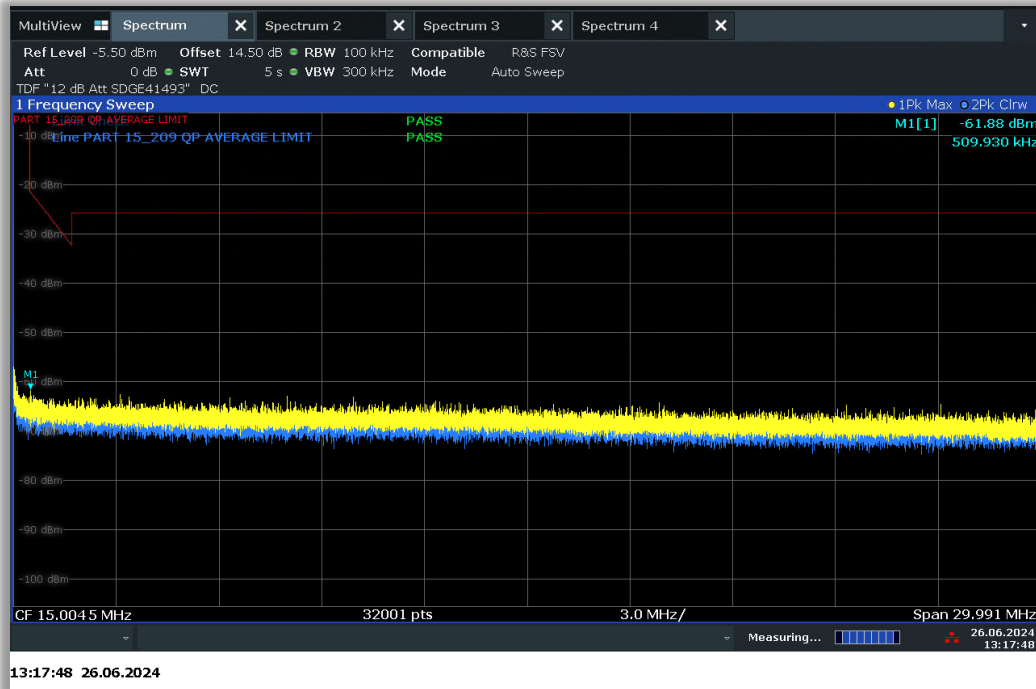 MultiView Spectrum Spectrum 2 Spectrum 3 Spectrum 4
Ref Level -5.50 dBm Offset 14.50 dB RBW 100 kHz Compatible R&S FSV
Att 0 dB SWT 5 s VBW 300 kHz Mode Auto Sweep
TDF "12 dB Att SDGE41493" DC
1 Frequency Sweep 1Pk Max 2Pk Clrw
PART 15_209 QP AVERAGE LIMIT PASS M1[1] -61.88 dBm
-10 dBm Line PART 15_209 QP AVERAGE LIMIT PASS 509.930 kHz
-20 dBm
-30 dBm
-40 dBm
-50 dBm
M1
-60 dBm
-80 dBm
-90 dBm
-100 dBm
CF 15.0045 MHz 32001 pts 3.0 MHz/ Span 29.991 MHz
Measuring... 26.06.2024
13:17:48
13:17:48 26.06.2024